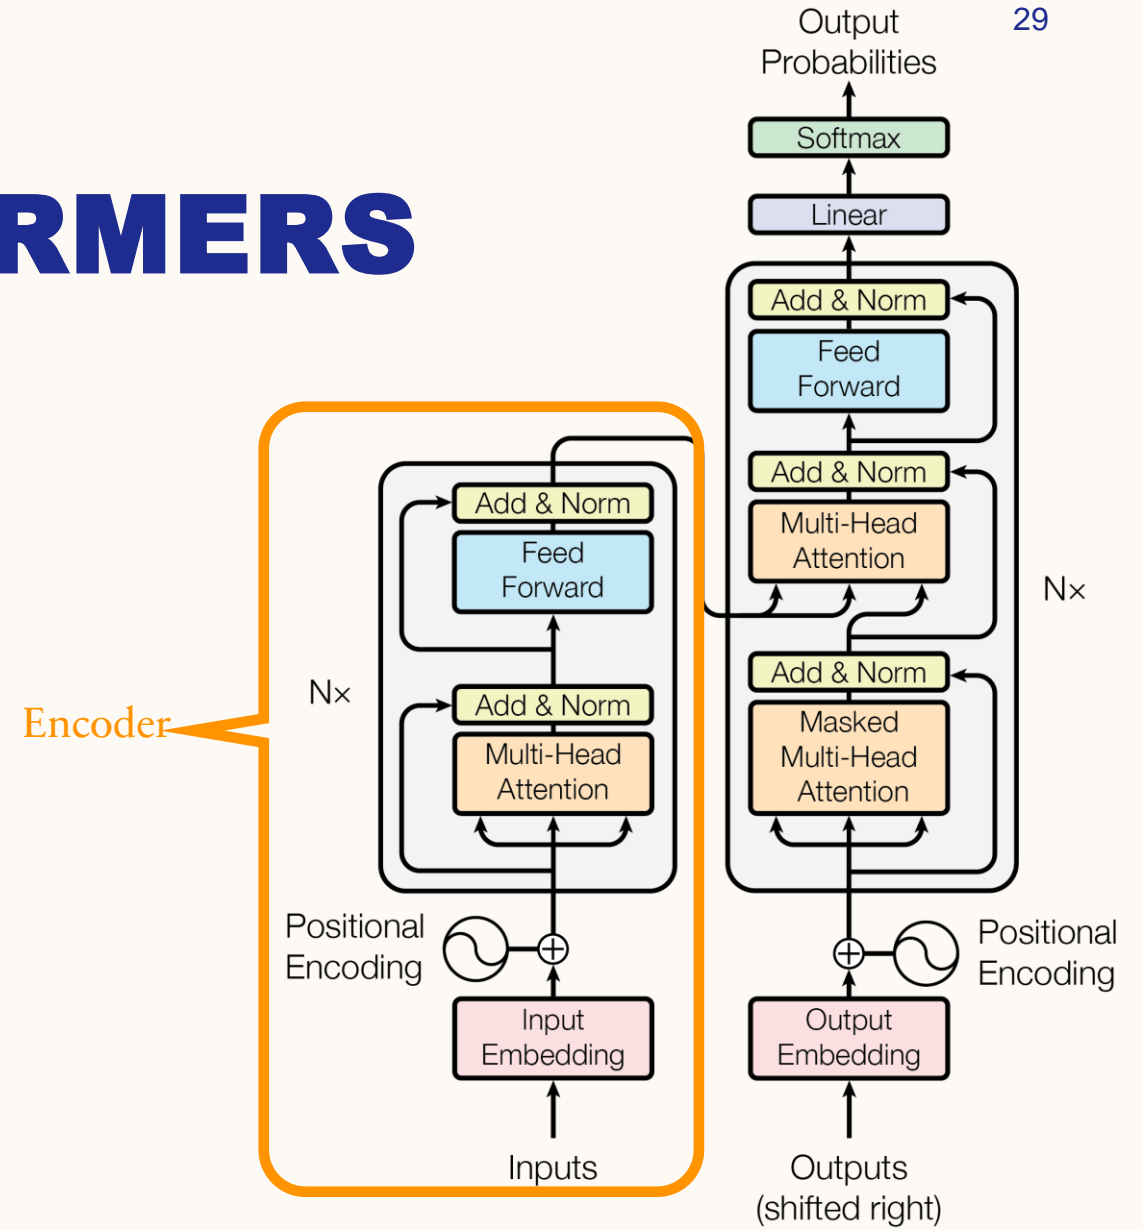 29
RMERS
Output
Probabilities
Softmax
Linear
Add & Norm
Feed
Forward
Add & Norm
Multi-Head
Attention
N×
Add & Norm
Masked
Multi-Head
Attention
Positional
Encoding
Output
Embedding
Outputs
(shifted right)
Encoder
Add & Norm
Feed
Forward
N×
Add & Norm
Multi-Head
Attention
Positional
Encoding
Input
Embedding
Inputs